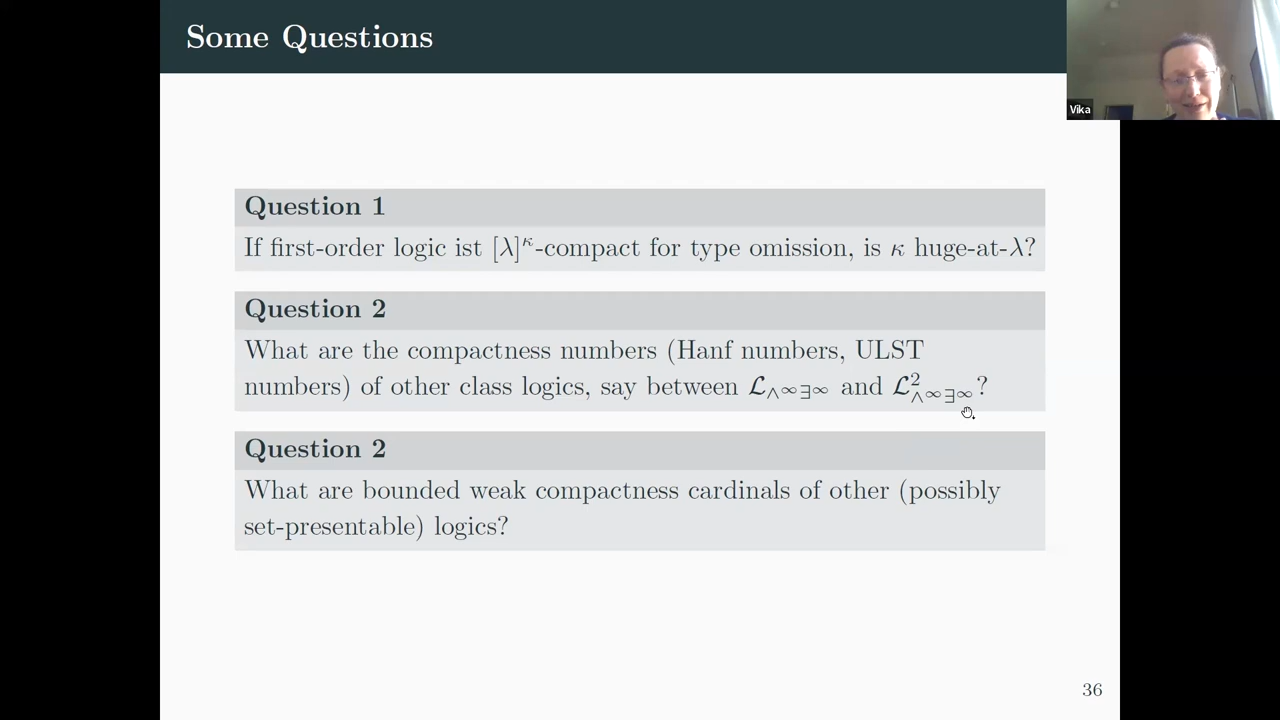 Some Questions
Vika
Question 1
If first-order logic ist [λ]^κ-compact for type omission, is κ huge-at-λ?
Question 2
What are the compactness numbers (Hanf numbers, ULST
numbers) of other class logics, say between ℒ_{∧^∞∃^∞} and ℒ²_{∧^∞∃^∞}?
Question 2
What are bounded weak compactness cardinals of other (possibly
set-presentable) logics?
36